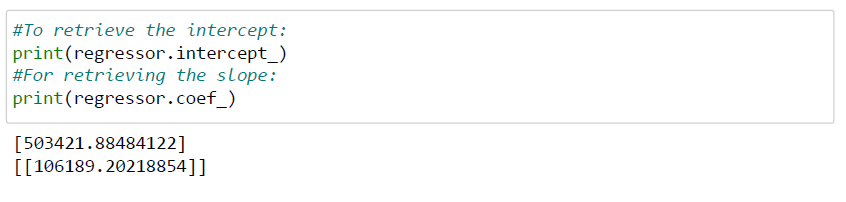 #To retrieve the intercept:
print(regressor.intercept_)
#For retrieving the slope:
print(regressor.coef_)
[503421.88484122]
[[106189.20218854]]